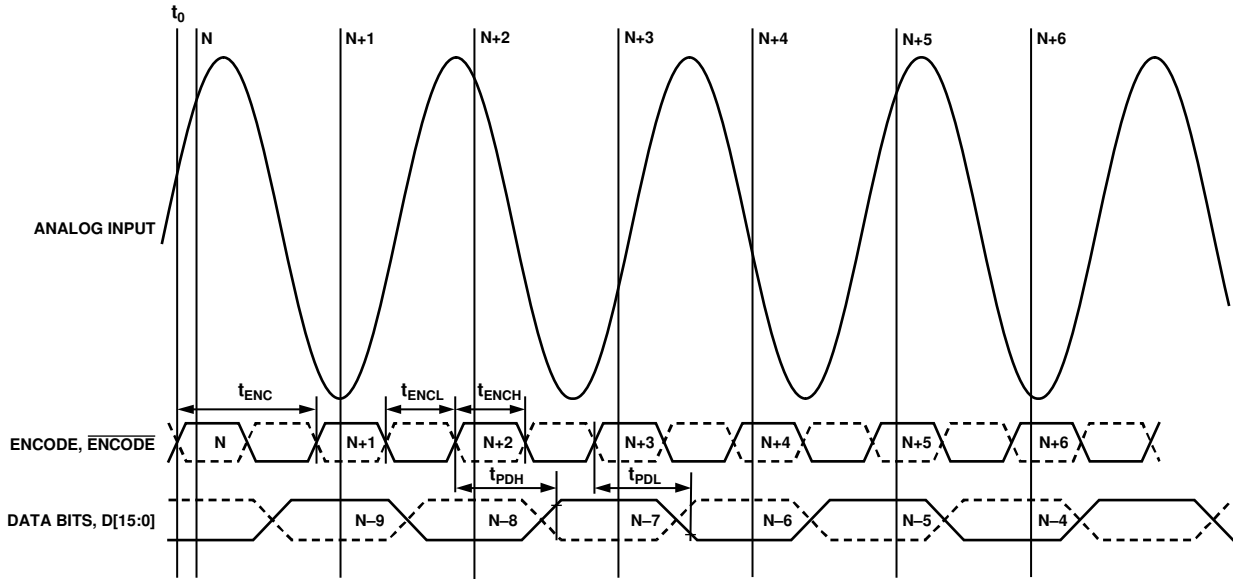 t0
N N+1 N+2 N+3 N+4 N+5 N+6
ANALOG INPUT
tENC tENCL tENCH
ENCODE, ENCODE N N+1 N+2 N+3 N+4 N+5 N+6
tPDH tPDL
DATA BITS, D[15:0] N–9 N–8 N–7 N–6 N–5 N–4